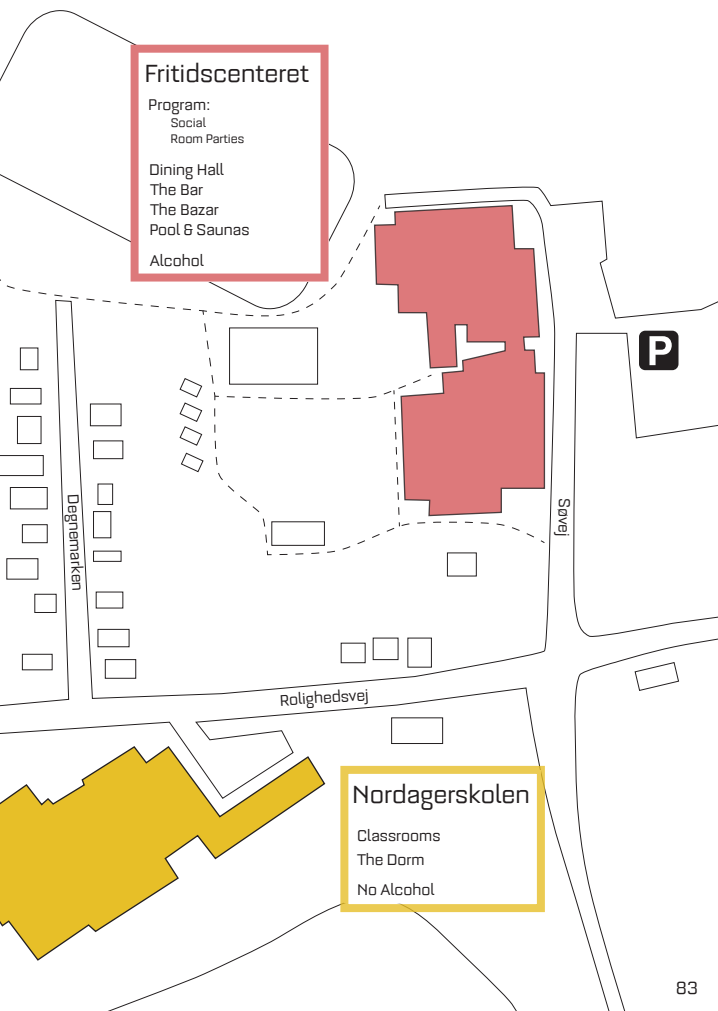 Fritidscenteret
Program:
Social
Room Parties
Dining Hall
The Bar
The Bazar
Pool & Saunas
Alcohol
P
Degnemarken
Søvej
Rolighedsvej
Nordagerskolen
Classrooms
The Dorm
No Alcohol
83